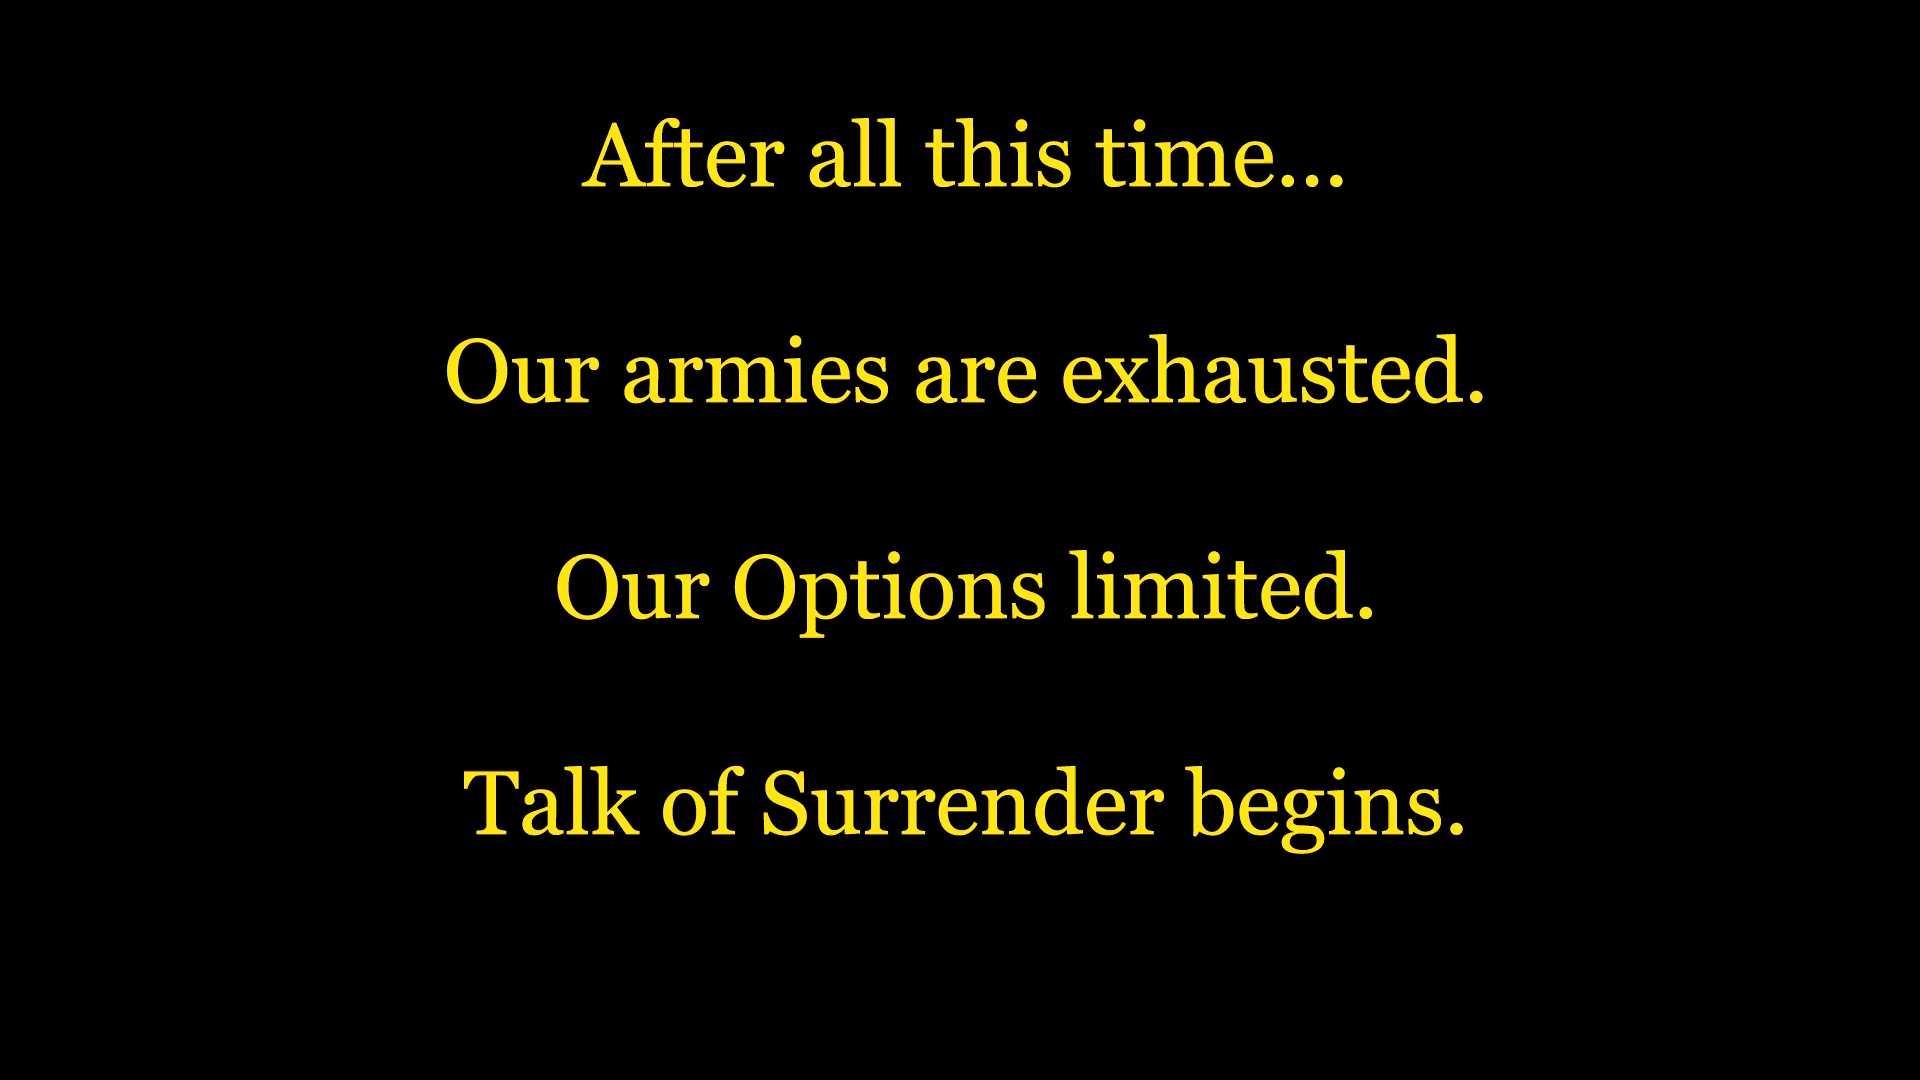 After all this time...
Our armies are exhausted.
Our Options limited.
Talk of Surrender begins.